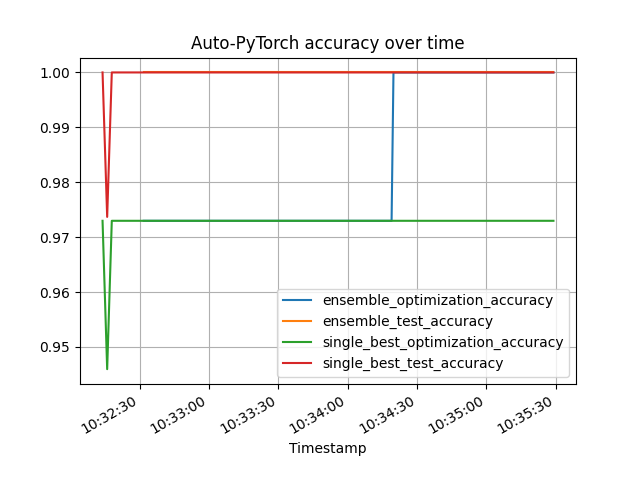 Auto-PyTorch accuracy over time
1.00
0.99
0.98
0.97
0.96
0.95
ensemble_optimization_accuracy
ensemble_test_accuracy
single_best_optimization_accuracy
single_best_test_accuracy
10:32:30
10:33:00
10:33:30
10:34:00
10:34:30
10:35:00
10:35:30
Timestamp